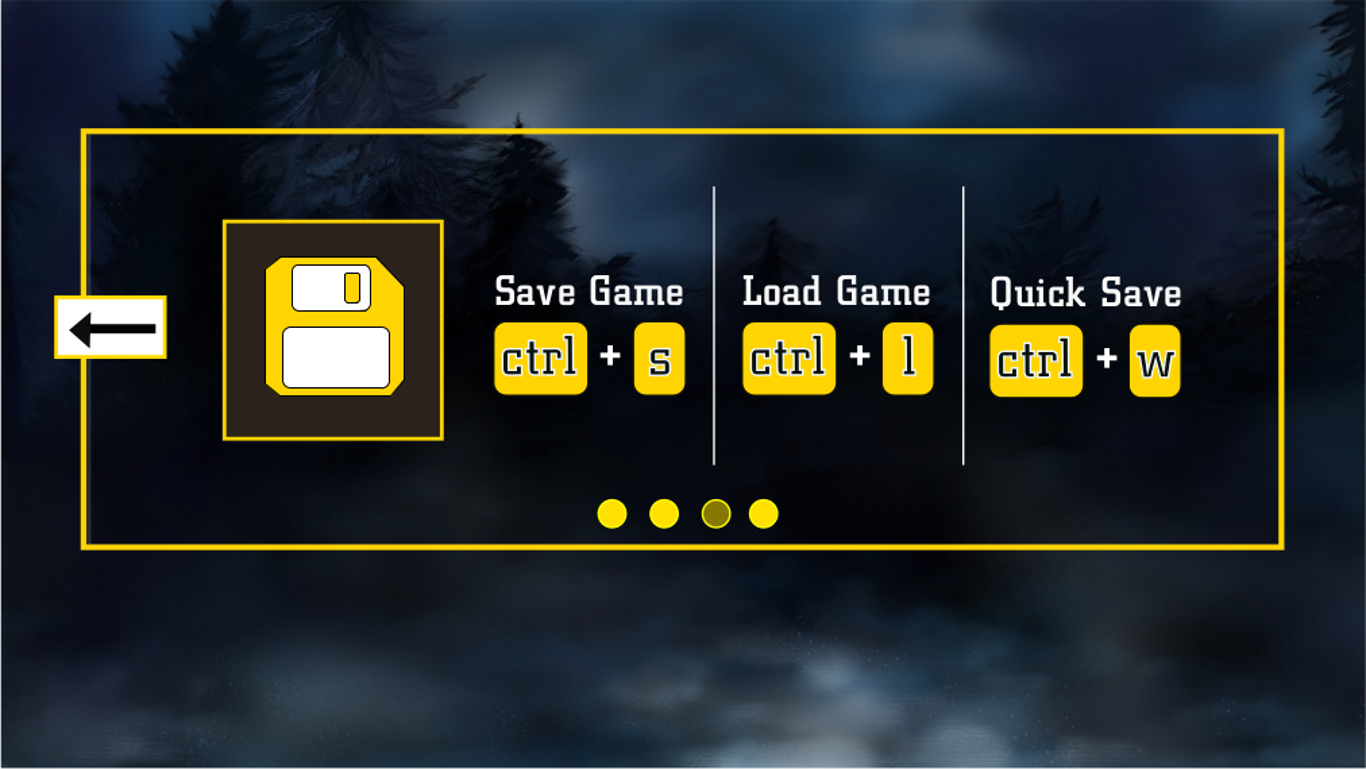 Save Game
ctrl + s
Load Game
ctrl + l
Quick Save
ctrl + w